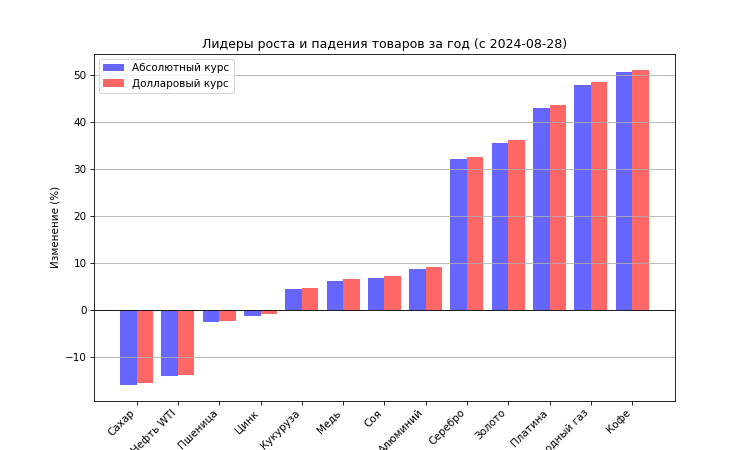 Лидеры роста и падения товаров за год (с 2024-08-28)
Абсолютный курс
Долларовый курс
Изменение (%)
50
40
30
20
10
0
−10
Сахар
Нефть WTI
Пшеница
Цинк
Кукуруза
Медь
Соя
Алюминий
Серебро
Золото
Платина
газ
Кофе